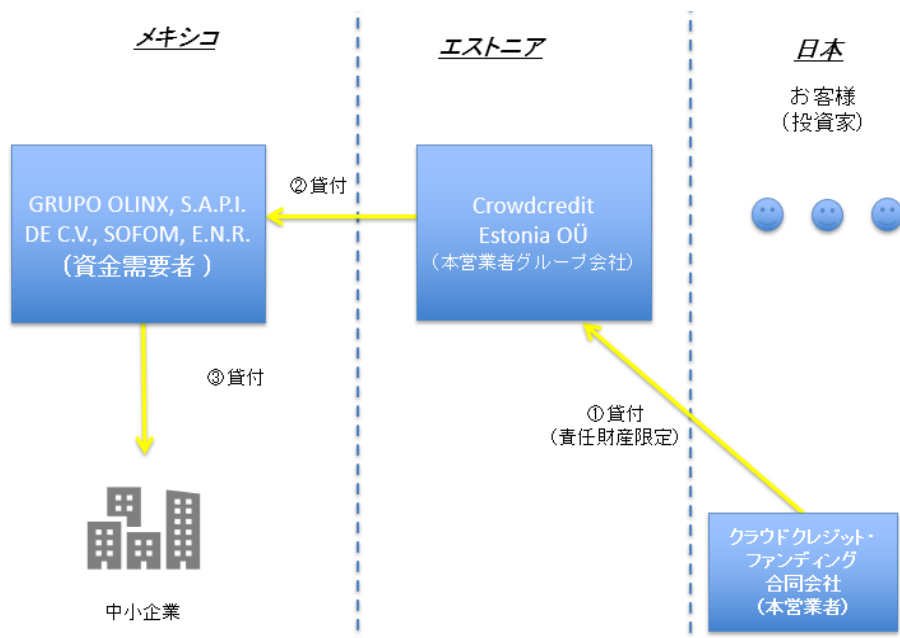 メキシコ
エストニア
日本
お客様
(投資家)
GRUPO OLINX, S.A.P.I.
DE C.V., SOFOM, E.N.R.
(資金需要者 )
②貸付
Crowdcredit
Estonia OÜ
(本営業者グループ会社)
③貸付
①貸付
(責任財産限定)
中小企業
クラウドクレジット・
ファンディング
合同会社
(本営業者)